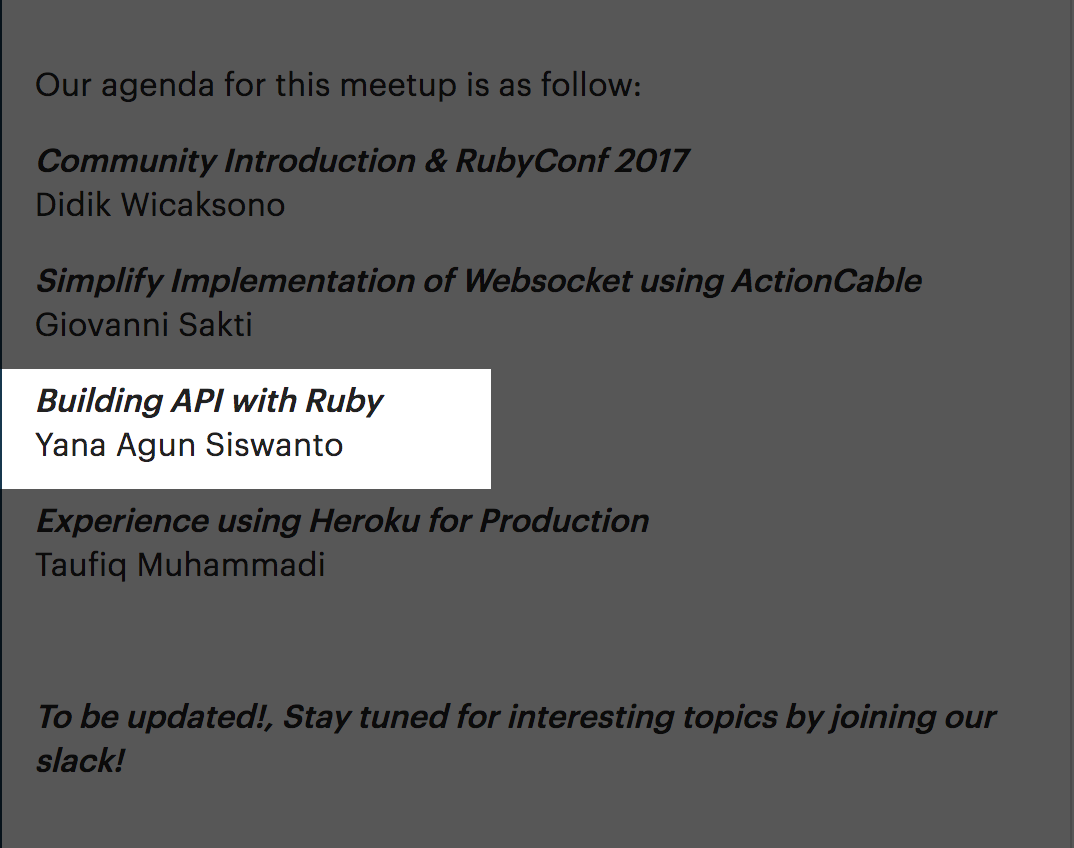 Our agenda for this meetup is as follow:
Community Introduction & RubyConf 2017
Didik Wicaksono
Simplify Implementation of Websocket using ActionCable
Giovanni Sakti
Building API with Ruby
Yana Agun Siswanto
Experience using Heroku for Production
Taufiq Muhammadi
To be updated!, Stay tuned for interesting topics by joining our
slack!